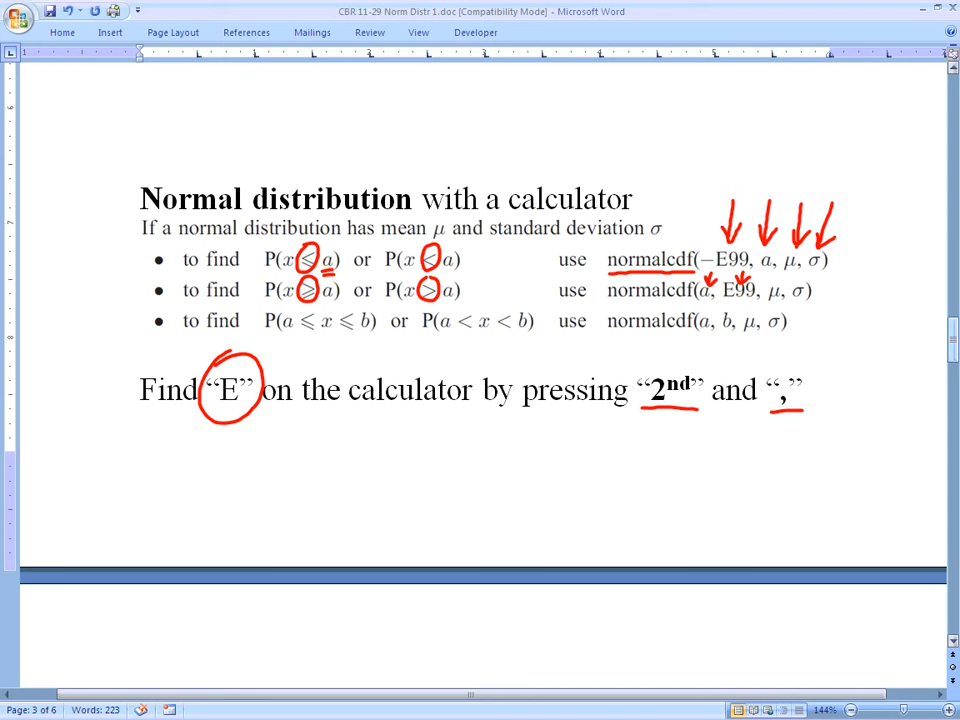 CBR 11-29 Norm Distr 1.doc [Compatibility Mode] - Microsoft Word
Home Insert Page Layout References Mailings Review View Developer
Normal distribution with a calculator
If a normal distribution has mean μ and standard deviation σ
• to find P(x ⩽ a) or P(x < a) use normalcdf(−E99, a, μ, σ)
• to find P(x ⩾ a) or P(x > a) use normalcdf(a, E99, μ, σ)
• to find P(a ⩽ x ⩽ b) or P(a < x < b) use normalcdf(a, b, μ, σ)
Find “E” on the calculator by pressing “2nd” and “,”
Page: 3 of 6 Words: 223 144%